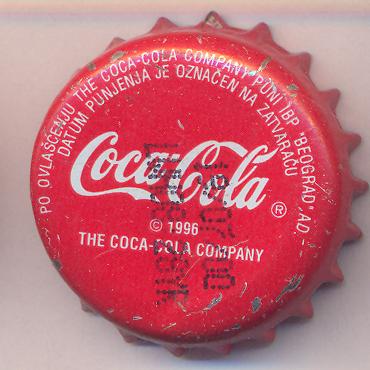 PO OVLAŠĆENJU THE COCA-COLA COMPANY PUNI IBP "BEOGRAD" A.D.
DATUM PUNJENJA JE OZNAČEN NA ZATVARAČU
Coca-Cola ®
© 1996
THE COCA-COLA COMPANY